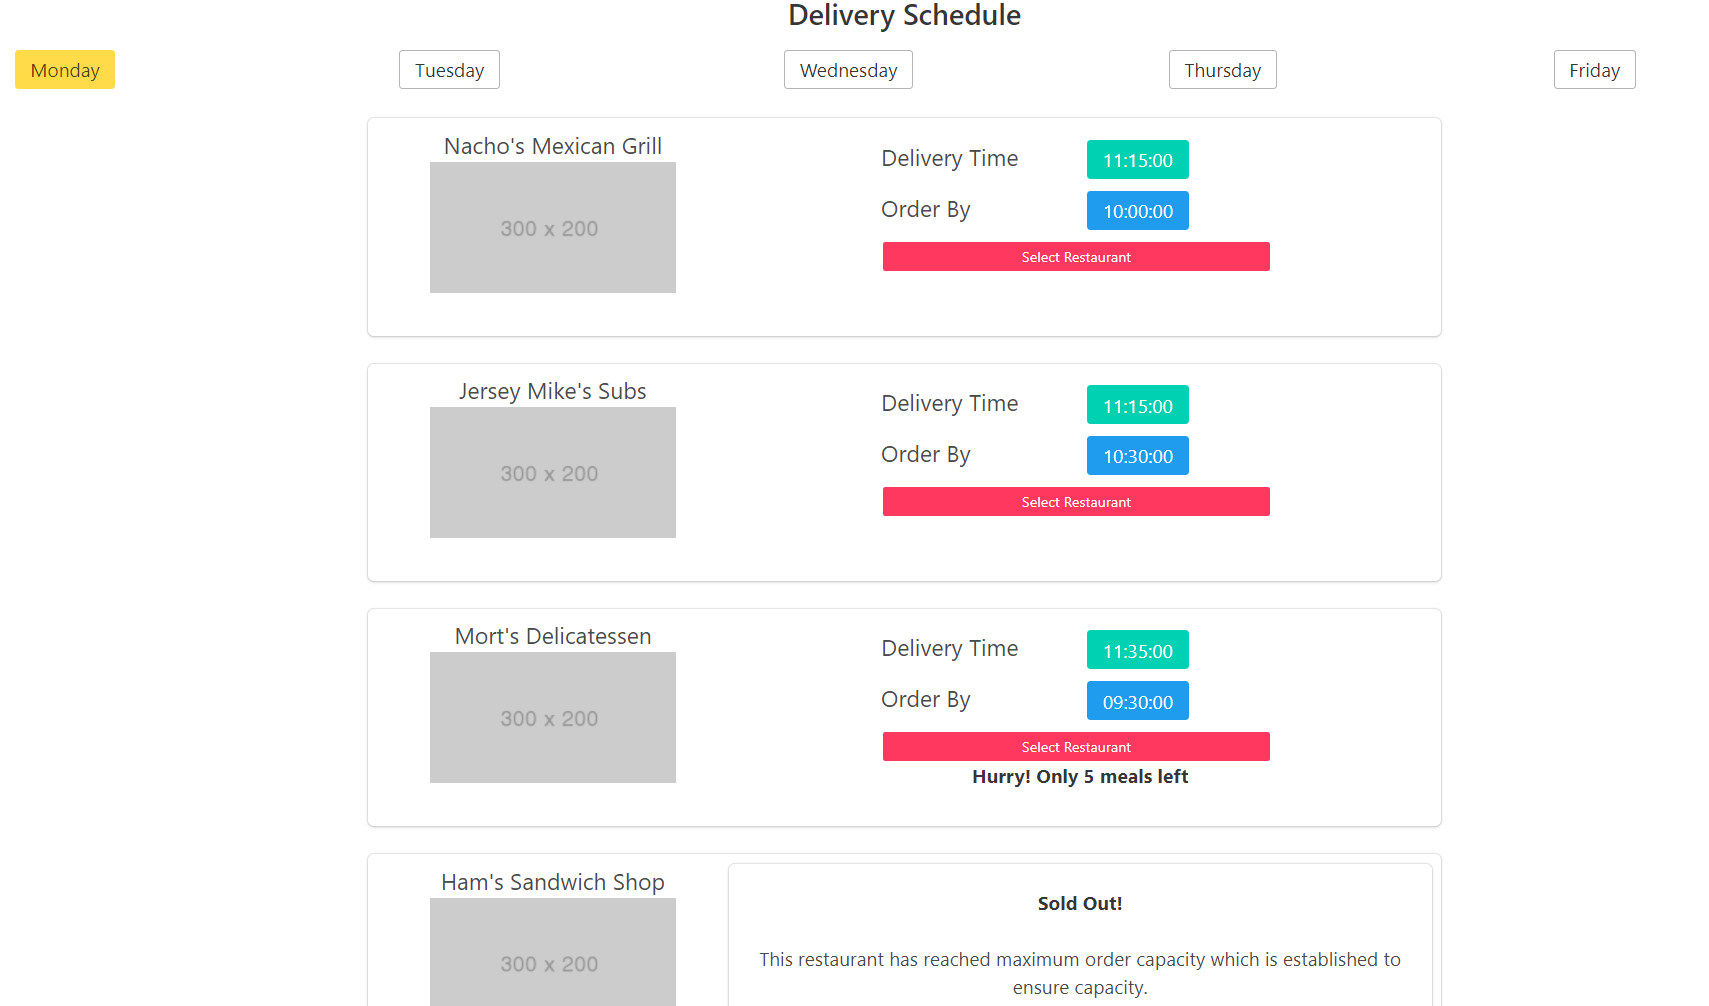 Delivery Schedule
Monday
Tuesday
Wednesday
Thursday
Friday
Nacho's Mexican Grill
300 x 200
Delivery Time
11:15:00
Order By
10:00:00
Select Restaurant
Jersey Mike's Subs
300 x 200
Delivery Time
11:15:00
Order By
10:30:00
Select Restaurant
Mort's Delicatessen
300 x 200
Delivery Time
11:35:00
Order By
09:30:00
Select Restaurant
Hurry! Only 5 meals left
Ham's Sandwich Shop
300 x 200
Sold Out!
This restaurant has reached maximum order capacity which is established to
ensure capacity.